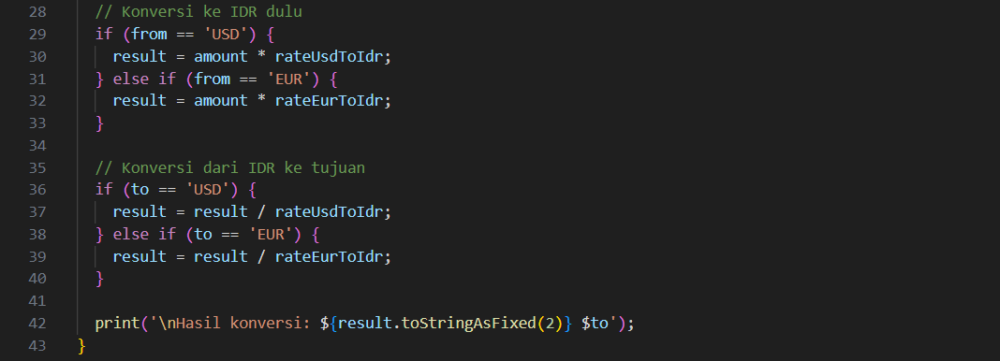 28 // Konversi ke IDR dulu
29 if (from == 'USD') {
30 result = amount * rateUsdToIdr;
31 } else if (from == 'EUR') {
32 result = amount * rateEurToIdr;
33 }
34
35 // Konversi dari IDR ke tujuan
36 if (to == 'USD') {
37 result = result / rateUsdToIdr;
38 } else if (to == 'EUR') {
39 result = result / rateEurToIdr;
40 }
41
42 print('\nHasil konversi: ${result.toStringAsFixed(2)} $to');
43 }